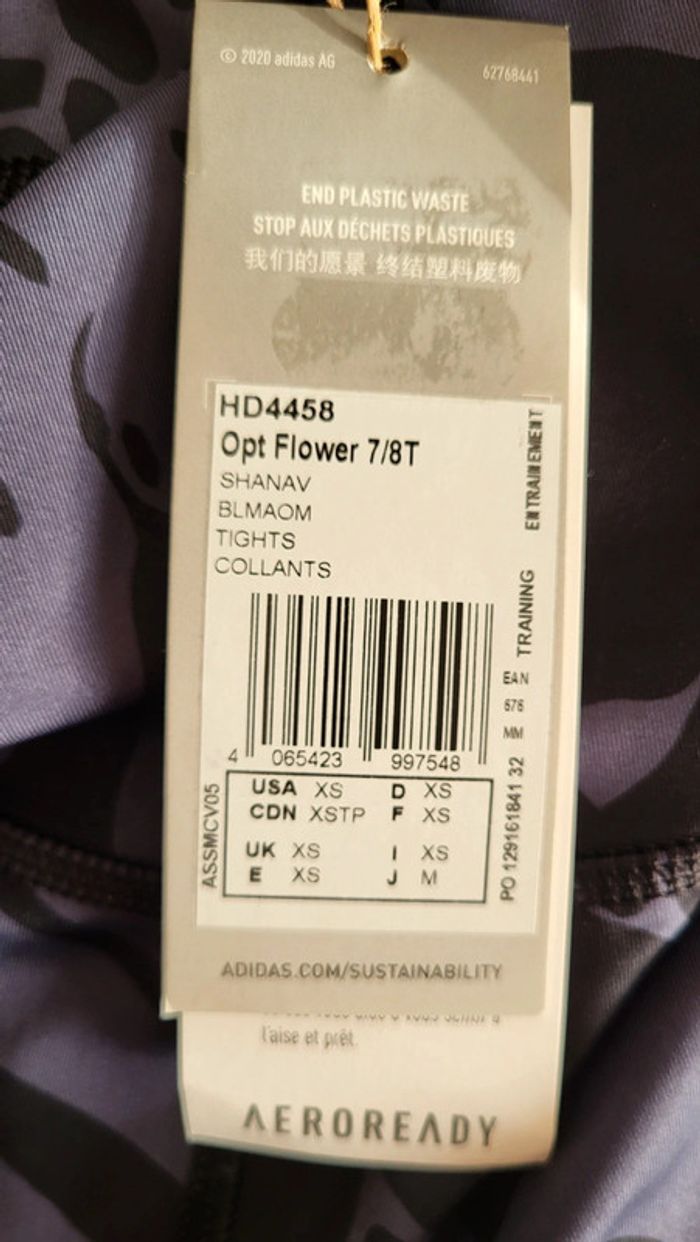 © 2020 adidas AG
62768441
END PLASTIC WASTE
STOP AUX DÉCHETS PLASTIQUES
我们的愿景 终结塑料废物
HD4458
Opt Flower 7/8T
SHANAV
BLMAOM
TIGHTS
COLLANTS
TRAINING ENTRAINEMENT
EAN
676
MM
4 065423 997548
ASSMCV05
USA XS D XS
CDN XSTP F XS
UK XS I XS
E XS J M
PO 129161841 32
ADIDAS.COM/SUSTAINABILITY
l'aise et prêt.
AEROREADY